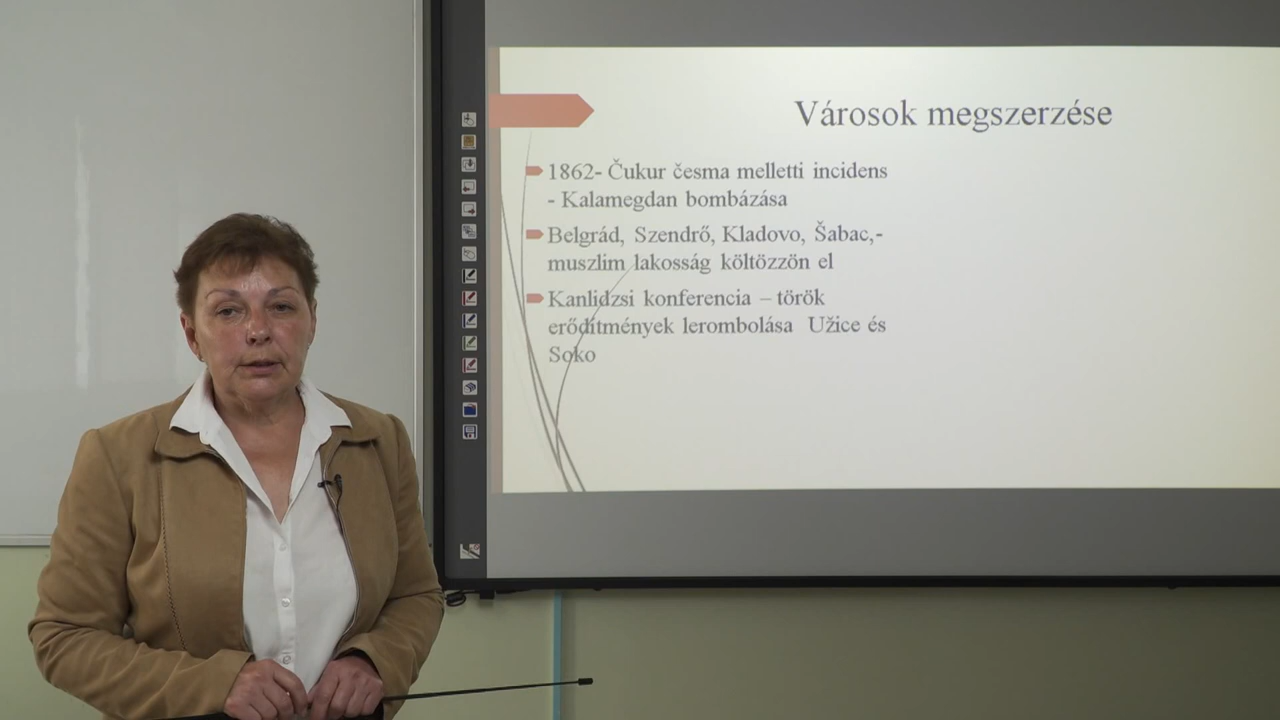 Városok megszerzése
1862- Čukur česma melletti incidens
- Kalamegdan bombázása
Belgrád, Szendrő, Kladovo, Šabac,-
muszlim lakosság költözzön el
Kanlidzsi konferencia – török
erődítmények lerombolása Užice és
Soko